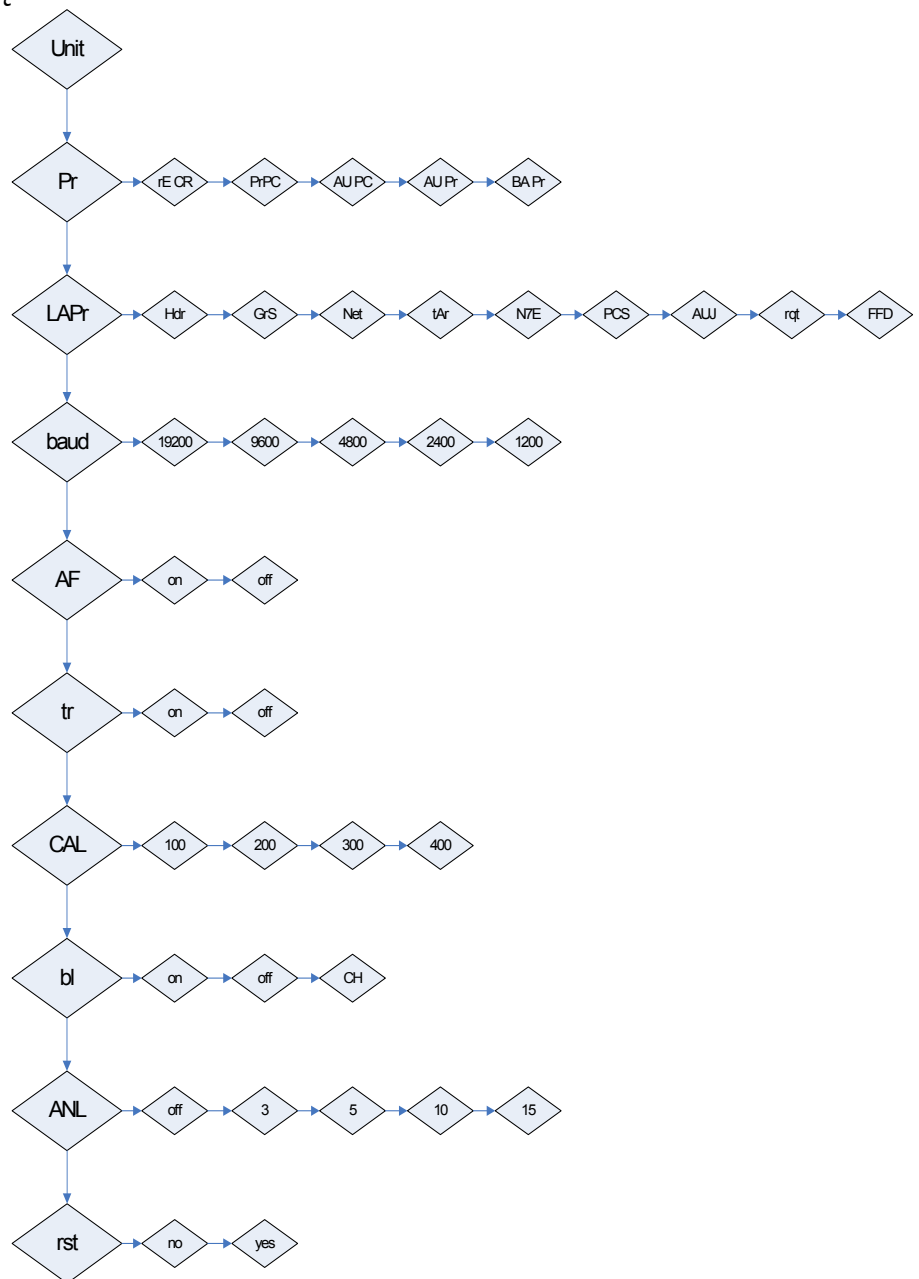 Unit
Pr rE CR PrPC AU PC AU Pr BA Pr
LAPr Hdr GrS Net tAr N7E PCS AUJ rqt FFD
baud 19200 9600 4800 2400 1200
AF on off
tr on off
CAL 100 200 300 400
bl on off CH
ANL off 3 5 10 15
rst no yes